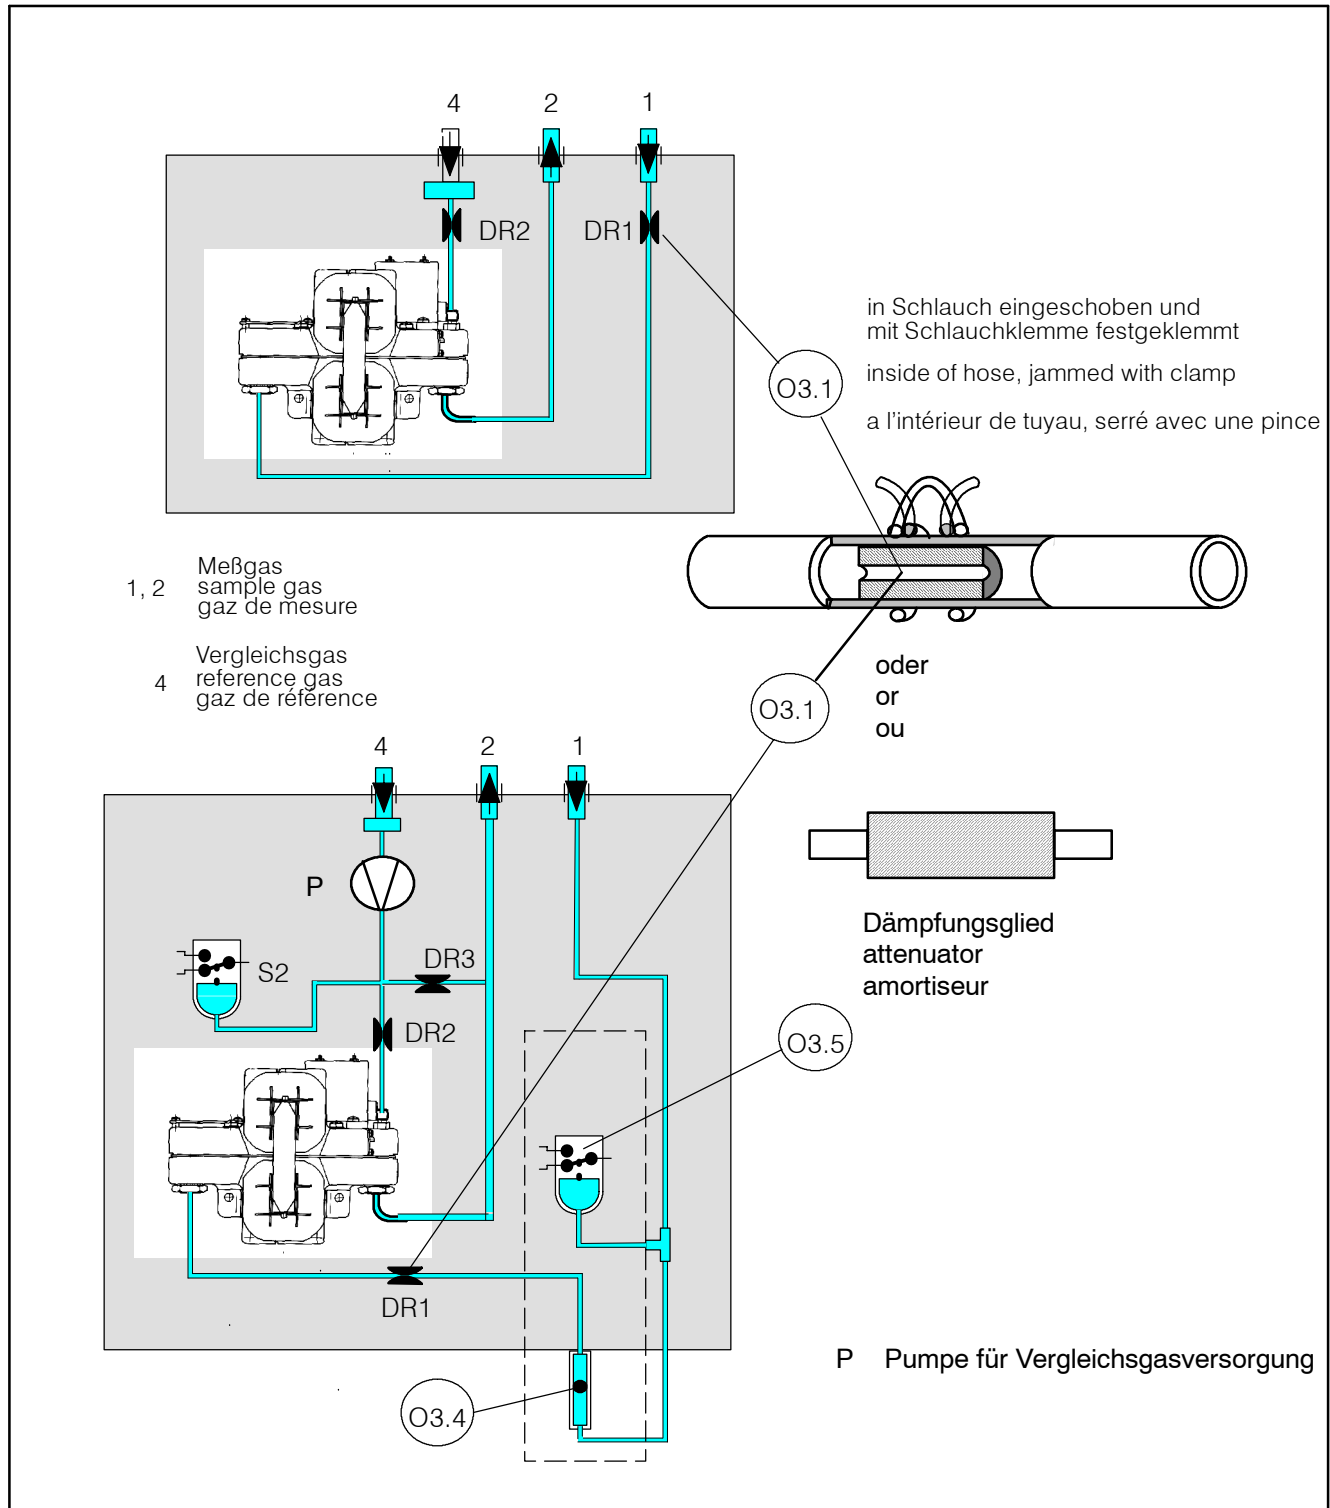 4
2
1
DR2
DR1
in Schlauch eingeschoben und
mit Schlauchklemme festgeklemmt
O3.1
inside of hose, jammed with clamp
a l'intérieur de tuyau, serré avec une pince
Meßgas
1, 2 sample gas
gaz de mesure
Vergleichsgas
4 reference gas
gaz de référence
oder
or
ou
O3.1
4
2
1
P
Dämpfungsglied
attenuator
amortiseur
S2
DR3
DR2
O3.5
DR1
P Pumpe für Vergleichsgasversorgung
O3.4